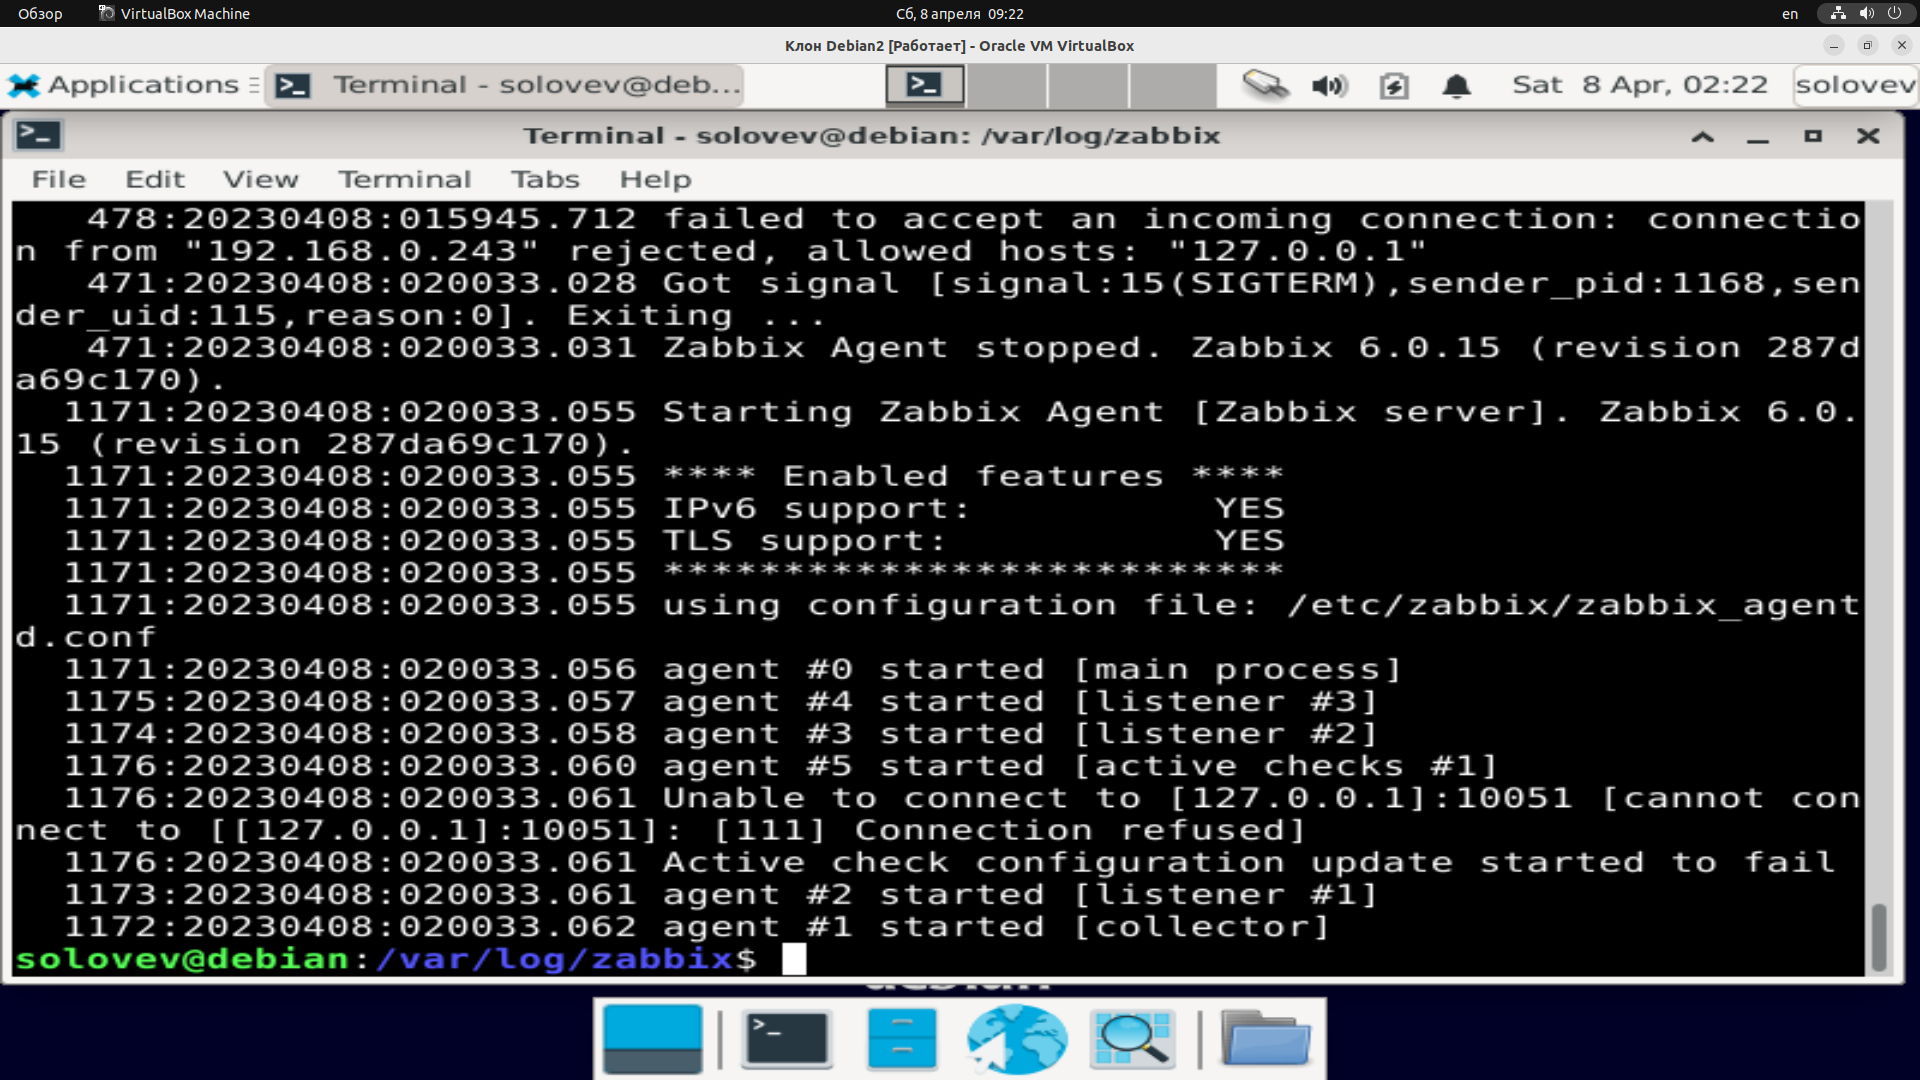 Обзор VirtualBox Machine Сб, 8 апреля 09:22 en
Клон Debian2 [Работает] - Oracle VM VirtualBox
Applications Terminal - solovev@deb... Sat 8 Apr, 02:22 solovev
Terminal - solovev@debian: /var/log/zabbix
File Edit View Terminal Tabs Help
478:20230408:015945.712 failed to accept an incoming connection: connectio
n from "192.168.0.243" rejected, allowed hosts: "127.0.0.1"
471:20230408:020033.028 Got signal [signal:15(SIGTERM),sender_pid:1168,sen
der_uid:115,reason:0]. Exiting ...
471:20230408:020033.031 Zabbix Agent stopped. Zabbix 6.0.15 (revision 287d
a69c170).
1171:20230408:020033.055 Starting Zabbix Agent [Zabbix server]. Zabbix 6.0.
15 (revision 287da69c170).
1171:20230408:020033.055 **** Enabled features ****
1171:20230408:020033.055 IPv6 support:          YES
1171:20230408:020033.055 TLS support:           YES
1171:20230408:020033.055 **************************
1171:20230408:020033.055 using configuration file: /etc/zabbix/zabbix_agent
d.conf
1171:20230408:020033.056 agent #0 started [main process]
1175:20230408:020033.057 agent #4 started [listener #3]
1174:20230408:020033.058 agent #3 started [listener #2]
1176:20230408:020033.060 agent #5 started [active checks #1]
1176:20230408:020033.061 Unable to connect to [127.0.0.1]:10051 [cannot con
nect to [[127.0.0.1]:10051]: [111] Connection refused]
1176:20230408:020033.061 Active check configuration update started to fail
1173:20230408:020033.061 agent #2 started [listener #1]
1172:20230408:020033.062 agent #1 started [collector]
solovev@debian:/var/log/zabbix$